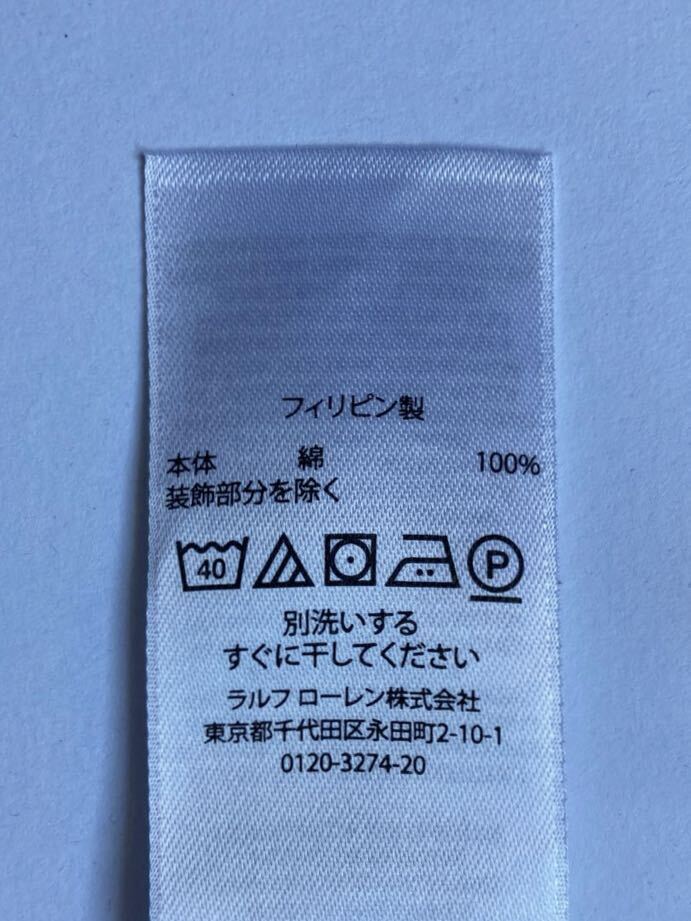 フィリピン製
本体 綿 100%
装飾部分を除く
40 P
別洗いする
すぐに干してください
ラルフ ローレン株式会社
東京都千代田区永田町2-10-1
0120-3274-20